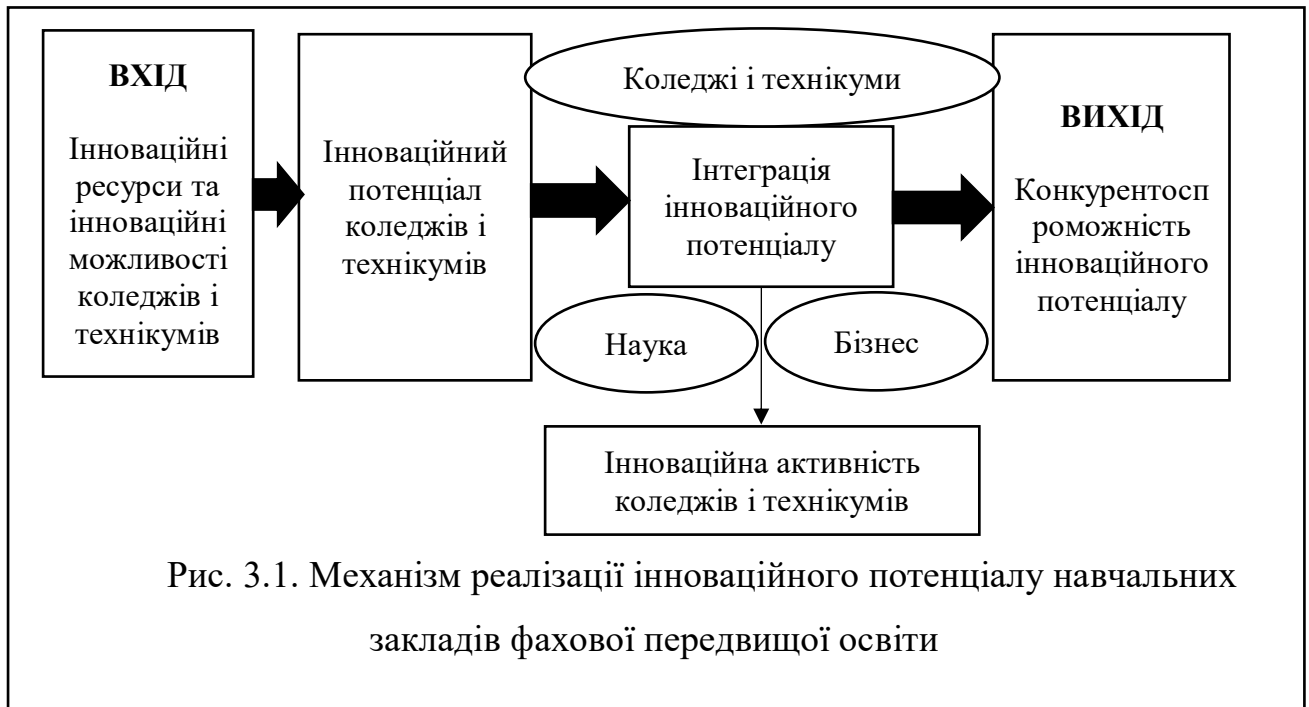 ВХІД
Інноваційні
ресурси та
інноваційні
можливості
коледжів і
технікумів
Інноваційний
потенціал
коледжів і
технікумів
Коледжі і технікуми
Інтеграція
інноваційного
потенціалу
Наука
Бізнес
ВИХІД
Конкурентосп
роможність
інноваційного
потенціалу
Інноваційна активність
коледжів і технікумів
Рис. 3.1. Механізм реалізації інноваційного потенціалу навчальних
закладів фахової передвищої освіти